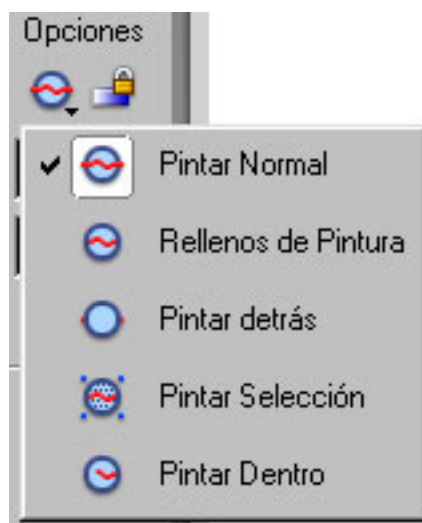 Opciones
Pintar Normal
Rellenos de Pintura
Pintar detrás
Pintar Selección
Pintar Dentro